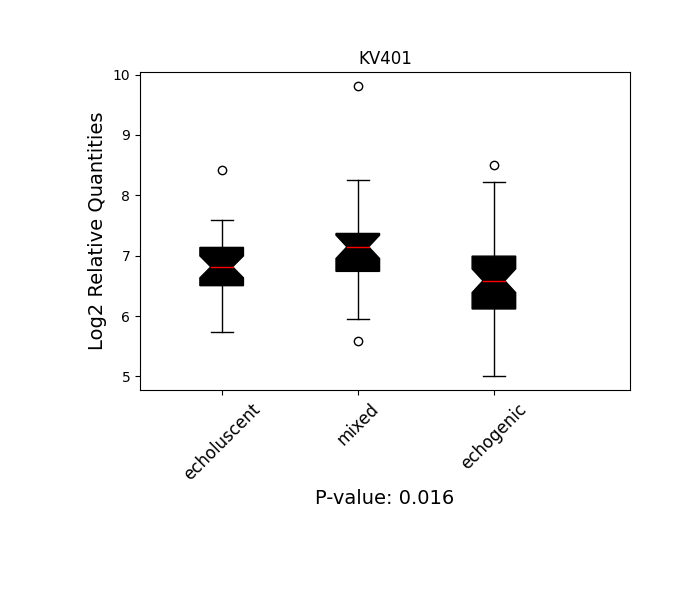 KV401
Log2 Relative Quantities
10
9
8
7
6
5
echoluscent
mixed
echogenic
P-value: 0.016